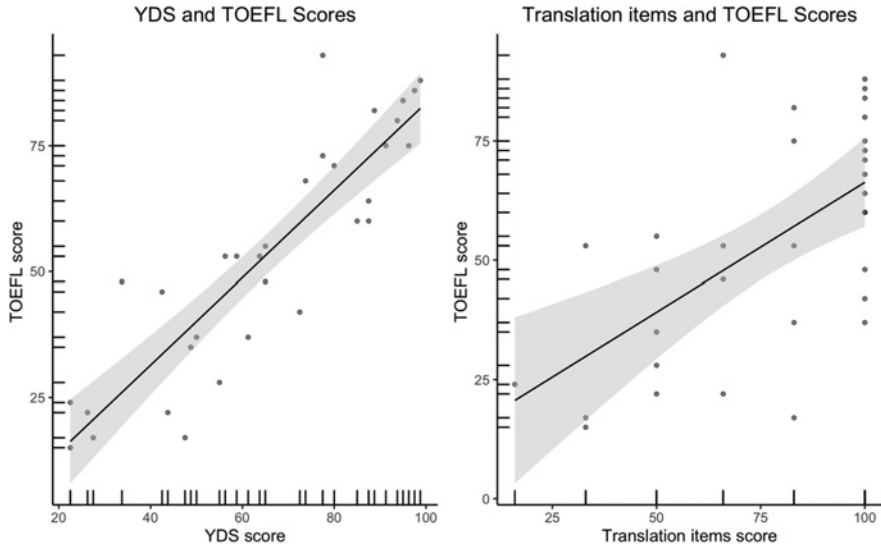 YDS and TOEFL Scores
TOEFL score
75
50
25
20
40
60
80
100
YDS score
Translation items and TOEFL Scores
TOEFL score
75
50
25
0
25
50
75
100
Translation items score